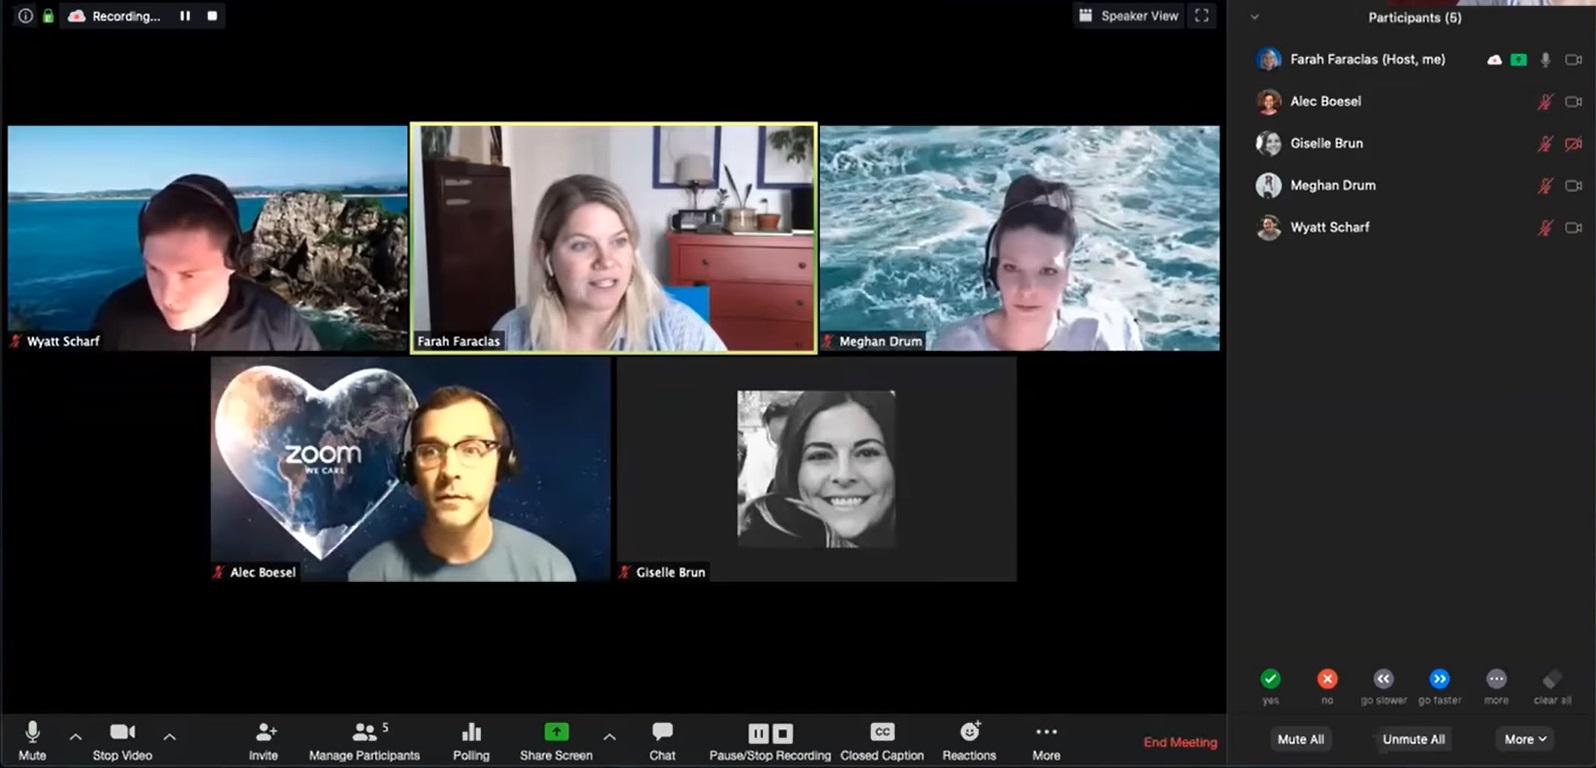 Recording...
Speaker View
Participants (5)
Farah Faraclas (Host, me)
Alec Boesel
Giselle Brun
Meghan Drum
Wyatt Scharf
Wyatt Scharf
Farah Faraclas
Meghan Drum
zoom
WE CARE
Alec Boesel
Giselle Brun
yes
no
go slower
go faster
more
clear all
Mute
Stop Video
Invite
5
Manage Participants
Polling
Share Screen
Chat
Pause/Stop Recording
CC
Closed Caption
Reactions
More
End Meeting
Mute All
Unmute All
More